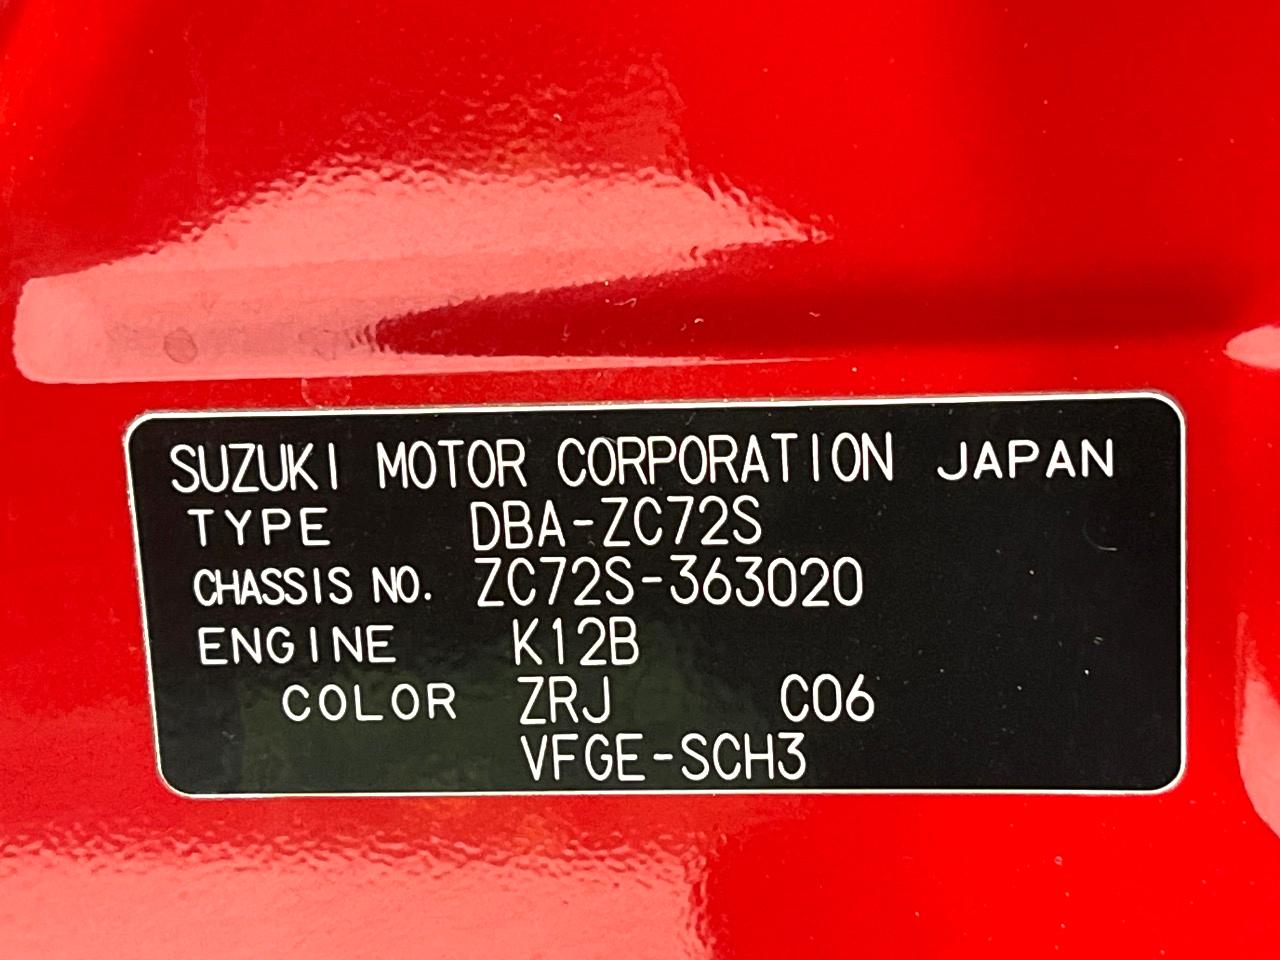 SUZUKI MOTOR CORPORATION JAPAN
TYPE DBA-ZC72S
CHASSIS NO. ZC72S-363020
ENGINE K12B
COLOR ZRJ C06
VFGE-SCH3